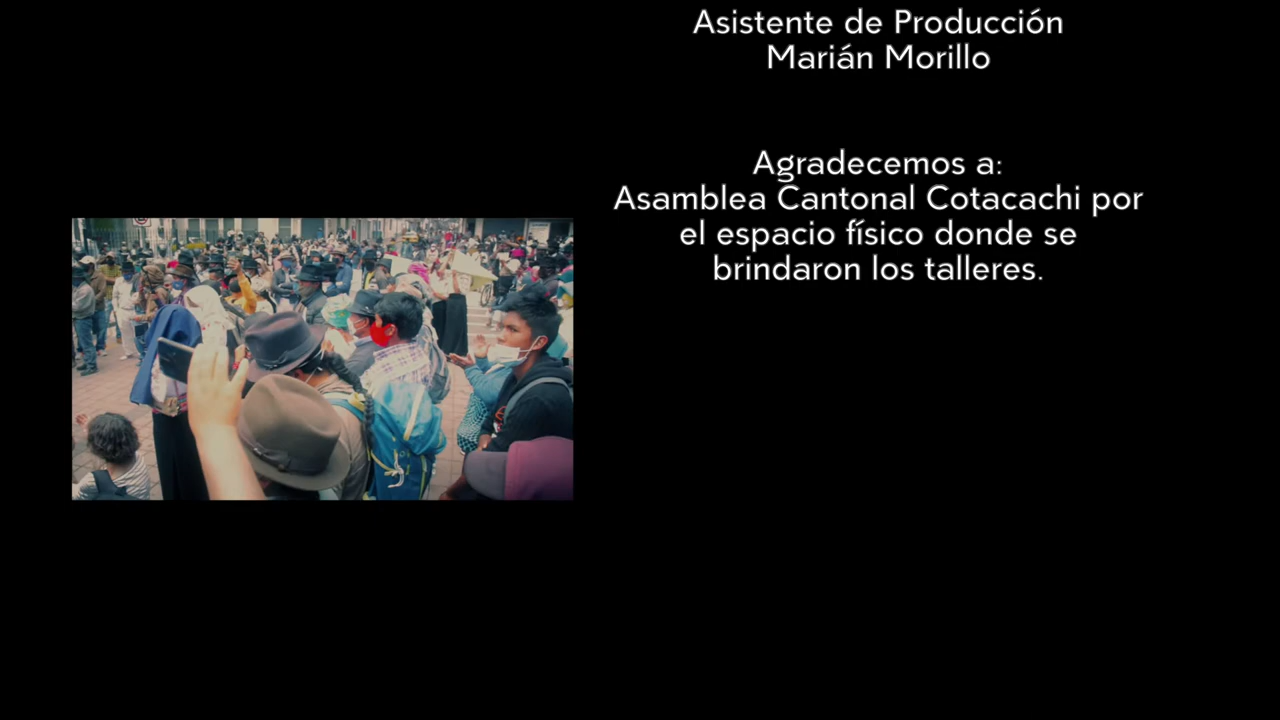 Asistente de Producción
Marián Morillo
Agradecemos a:
Asamblea Cantonal Cotacachi por
el espacio físico donde se
brindaron los talleres.